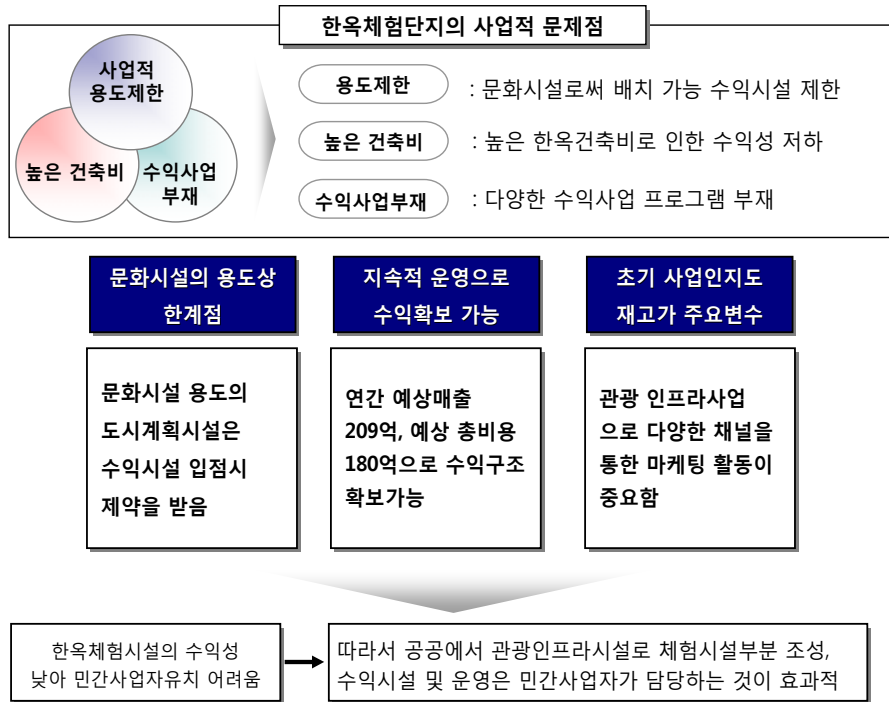 한옥체험단지의 사업적 문제점
사업적
용도제한
높은 건축비
수익사업
부재
용도제한 : 문화시설로써 배치 가능 수익시설 제한
높은 건축비 : 높은 한옥건축비로 인한 수익성 저하
수익사업부재 : 다양한 수익사업 프로그램 부재
문화시설의 용도상
한계점
문화시설 용도의
도시계획시설은
수익시설 입점시
제약을 받음
지속적 운영으로
수익확보 가능
연간 예상매출
209억, 예상 총비용
180억으로 수익구조
확보가능
초기 사업인지도
재고가 주요변수
관광 인프라사업
으로 다양한 채널을
통한 마케팅 활동이
중요함
한옥체험시설의 수익성
낮아 민간사업자유치 어려움
따라서 공공에서 관광인프라시설로 체험시설부분 조성,
수익시설 및 운영은 민간사업자가 담당하는 것이 효과적